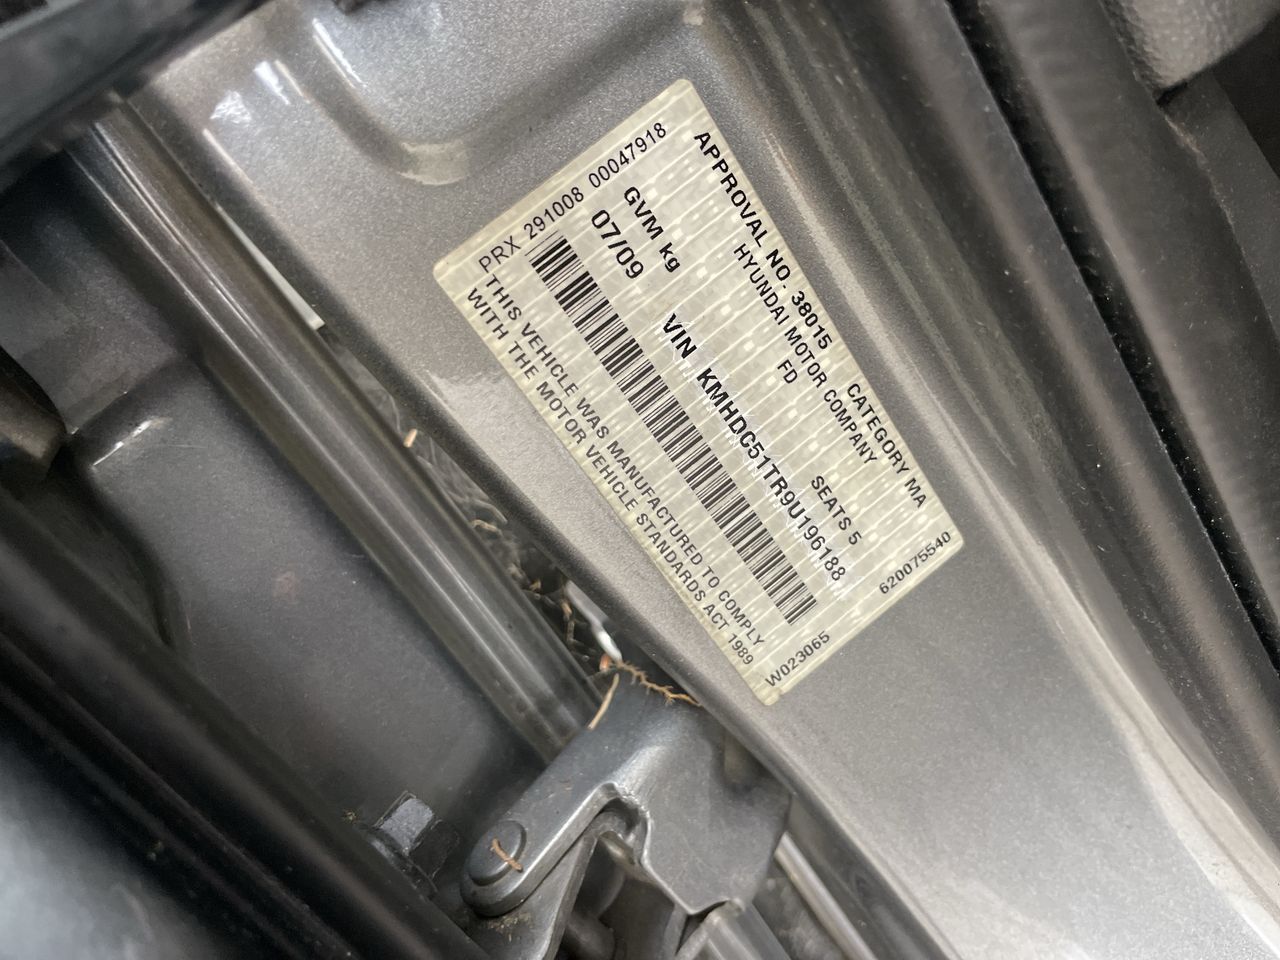 APPROVAL NO. 38015 CATEGORY MA
HYUNDAI MOTOR COMPANY
FD SEATS 5
620075540
GVM kg
07/09 VIN KMHDC51TR9U196188
PRX 291008 00047918
THIS VEHICLE WAS MANUFACTURED TO COMPLY
WITH THE MOTOR VEHICLE STANDARDS ACT 1989
W023065